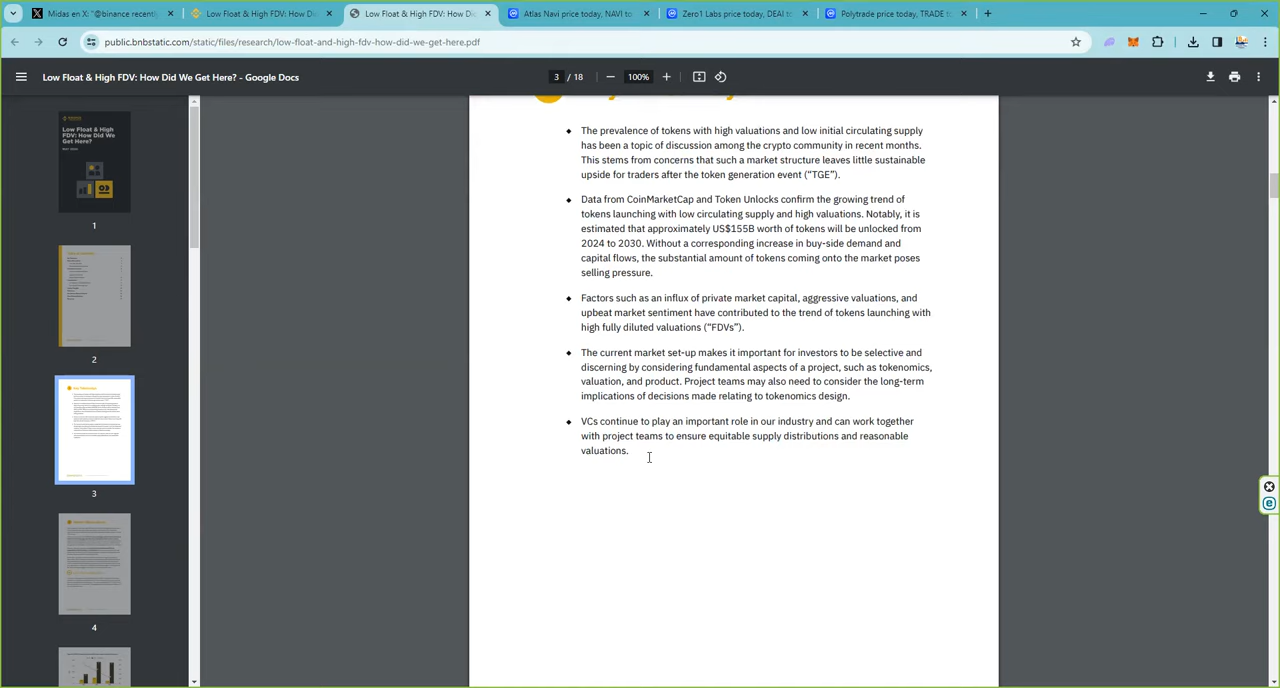 Midas en X: "@binance recentl
Low Float & High FDV: How Di
Low Float & High FDV: How Di
Atlas Navi price today, NAVI to
Zero1 Labs price today, DEAI to
Polytrade price today, TRADE t
public.bnbstatic.com/static/files/research/low-float-and-high-fdv-how-did-we-get-here.pdf
Low Float & High FDV: How Did We Get Here? - Google Docs
3 / 18
100%
Low Float & High
FDV: How Did We
Get Here?
1
2
3
4
◆ The prevalence of tokens with high valuations and low initial circulating supply
has been a topic of discussion among the crypto community in recent months.
This stems from concerns that such a market structure leaves little sustainable
upside for traders after the token generation event (“TGE”).
◆ Data from CoinMarketCap and Token Unlocks confirm the growing trend of
tokens launching with low circulating supply and high valuations. Notably, it is
estimated that approximately US$155B worth of tokens will be unlocked from
2024 to 2030. Without a corresponding increase in buy-side demand and
capital flows, the substantial amount of tokens coming onto the market poses
selling pressure.
◆ Factors such as an influx of private market capital, aggressive valuations, and
upbeat market sentiment have contributed to the trend of tokens launching with
high fully diluted valuations (“FDVs”).
◆ The current market set-up makes it important for investors to be selective and
discerning by considering fundamental aspects of a project, such as tokenomics,
valuation, and product. Project teams may also need to consider the long-term
implications of decisions made relating to tokenomics design.
◆ VCs continue to play an important role in our industry and can work together
with project teams to ensure equitable supply distributions and reasonable
valuations.